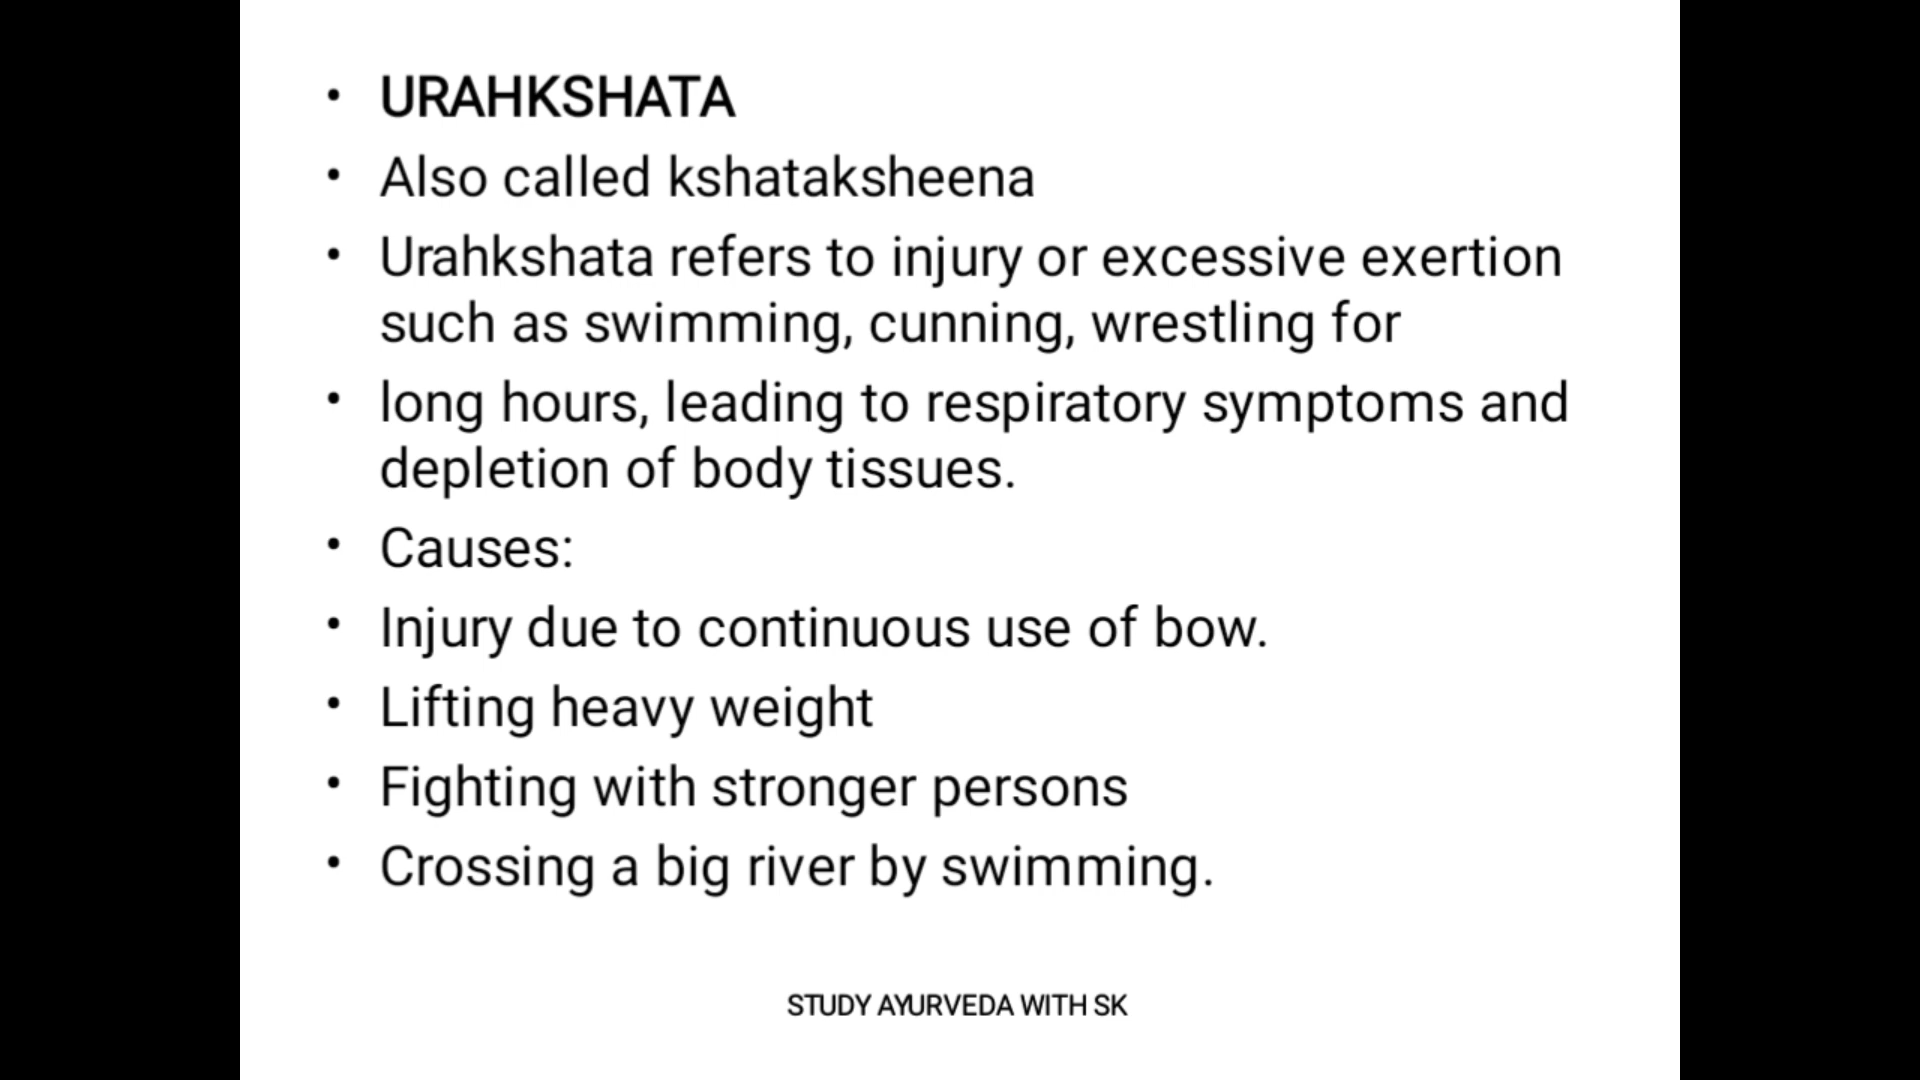 • URAHKSHATA
• Also called kshataksheena
• Urahkshata refers to injury or excessive exertion
such as swimming, cunning, wrestling for
• long hours, leading to respiratory symptoms and
depletion of body tissues.
• Causes:
• Injury due to continuous use of bow.
• Lifting heavy weight
• Fighting with stronger persons
• Crossing a big river by swimming.
STUDY AYURVEDA WITH SK